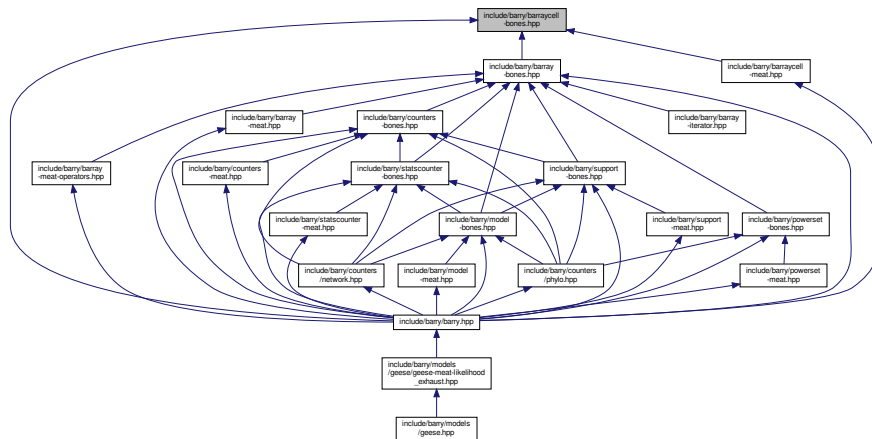 include/barry/barraycell
-bones.hpp
include/barry/barray
-bones.hpp
include/barry/barraycell
-meat.hpp
include/barry/barray
-meat.hpp
include/barry/counters
-bones.hpp
include/barry/barray
-iterator.hpp
include/barry/barray
-meat-operators.hpp
include/barry/counters
-meat.hpp
include/barry/statscounter
-bones.hpp
include/barry/support
-bones.hpp
include/barry/statscounter
-meat.hpp
include/barry/model
-bones.hpp
include/barry/support
-meat.hpp
include/barry/powerset
-bones.hpp
include/barry/counters
/network.hpp
include/barry/model
-meat.hpp
include/barry/counters
/phylo.hpp
include/barry/powerset
-meat.hpp
include/barry/barry.hpp
include/barry/models
/geese/geese-meat-likelihood
_exhaust.hpp
include/barry/models
/geese.hpp